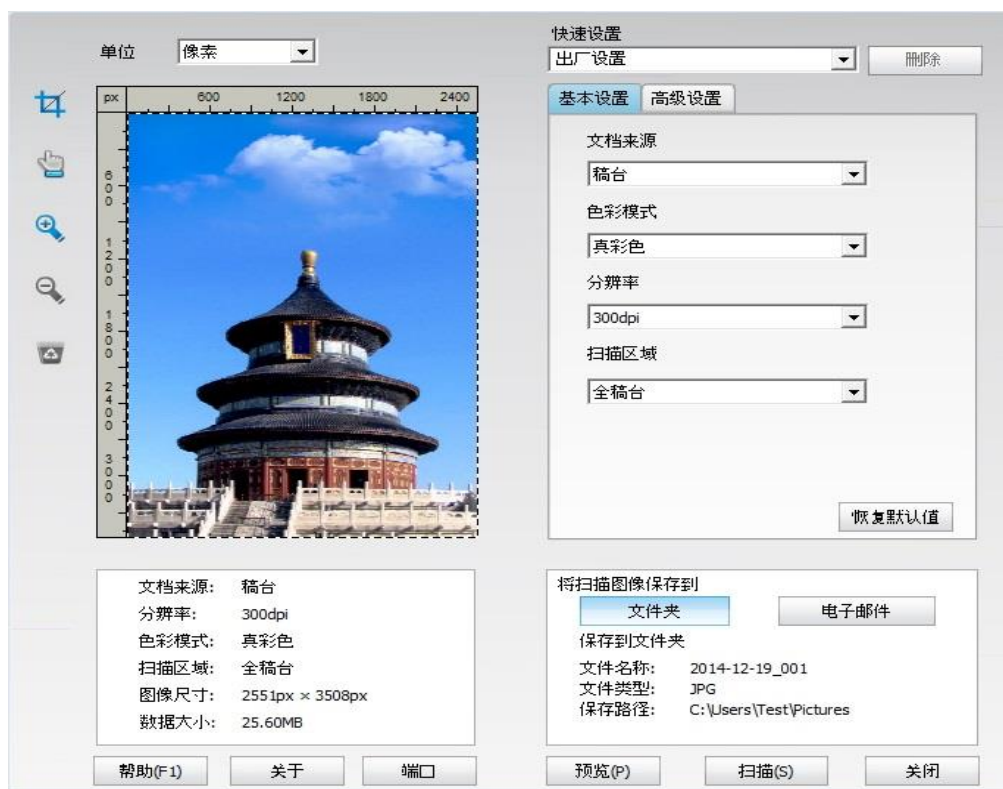 单位 像素
px 600 1200 1800 2400
600
1200
1800
2400
3000
快速设置
出厂设置 删除
基本设置 高级设置
文档来源
稿台
色彩模式
真彩色
分辨率
300dpi
扫描区域
全稿台
恢复默认值
文档来源: 稿台
分辨率: 300dpi
色彩模式: 真彩色
扫描区域: 全稿台
图像尺寸: 2551px × 3508px
数据大小: 25.60MB
将扫描图像保存到
文件夹 电子邮件
保存到文件夹
文件名称: 2014-12-19_001
文件类型: JPG
保存路径: C:\Users\Test\Pictures
帮助(F1) 关于 端口 预览(P) 扫描(S) 关闭